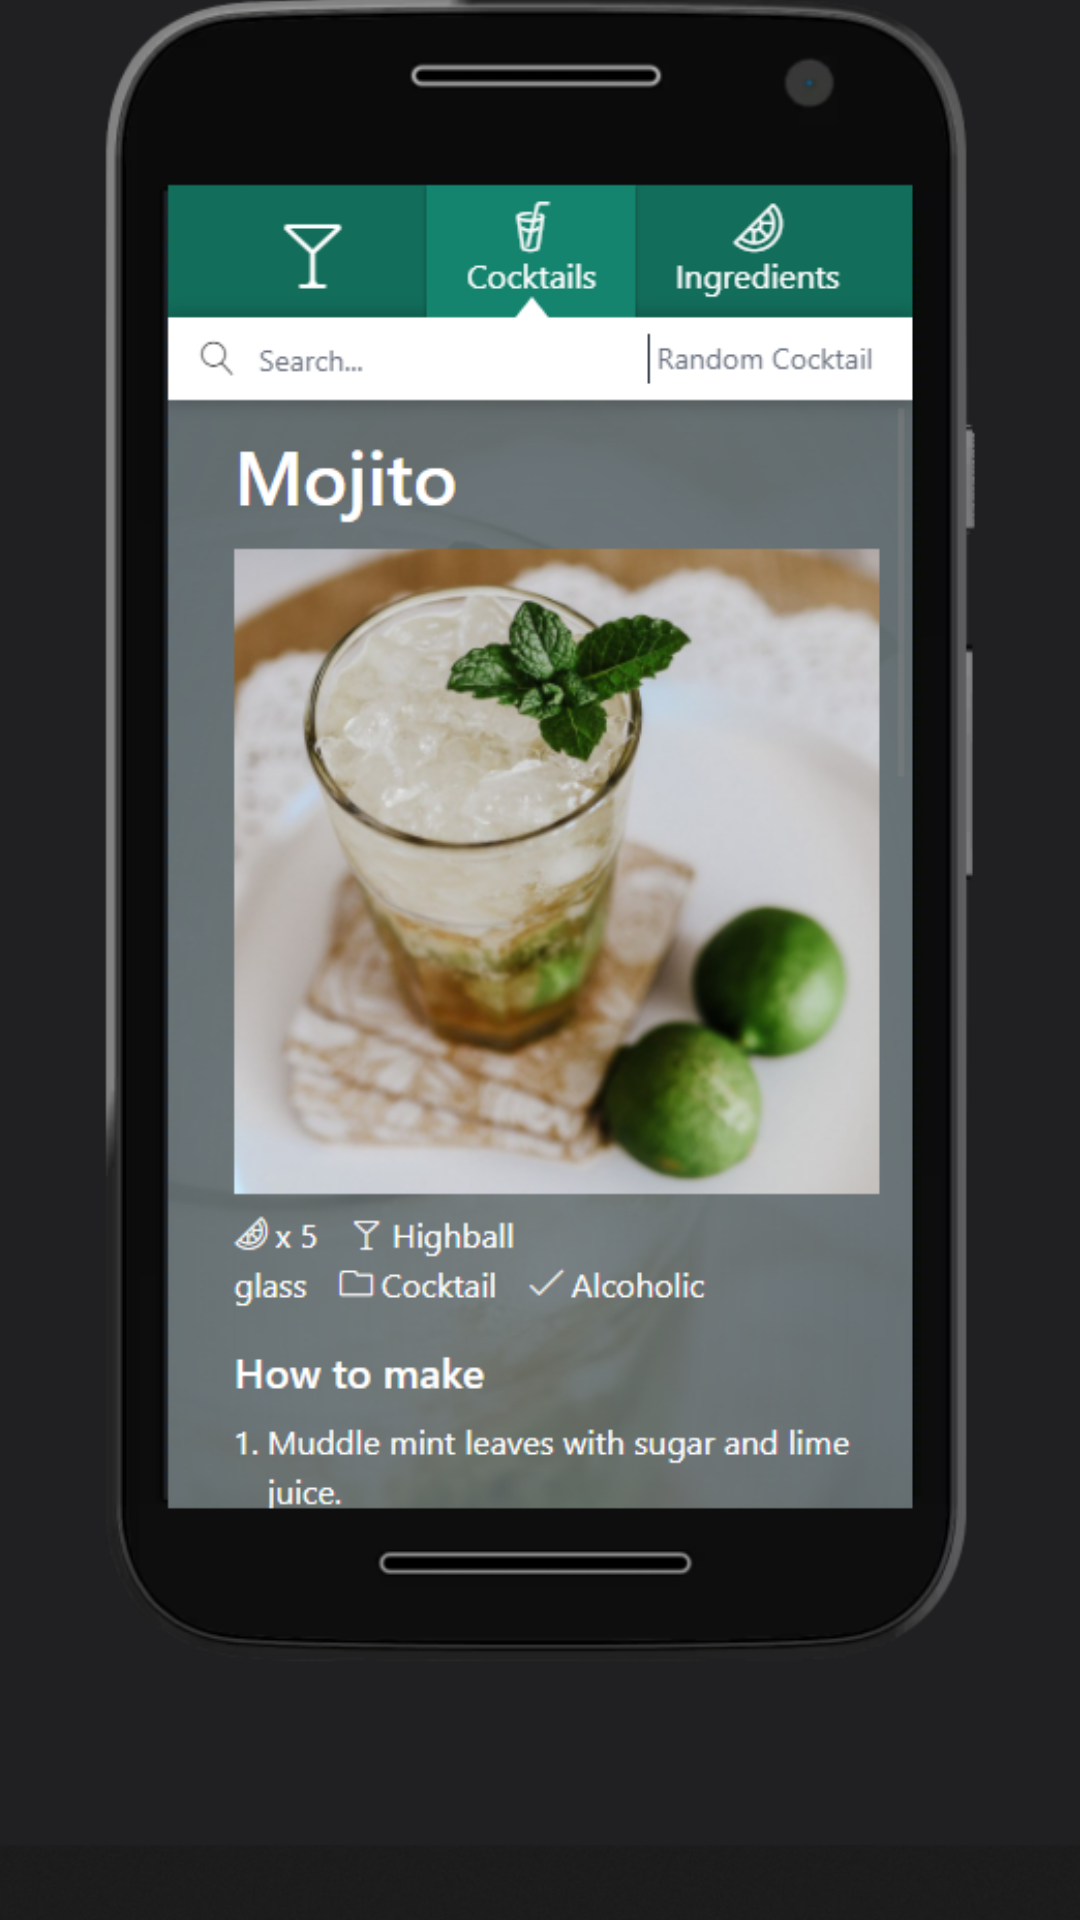 Cocktails
Ingredients
Search...
Random Cocktail
Mojito
x 5 Highball
glass Cocktail Alcoholic
How to make
1. Muddle mint leaves with sugar and lime
juice.